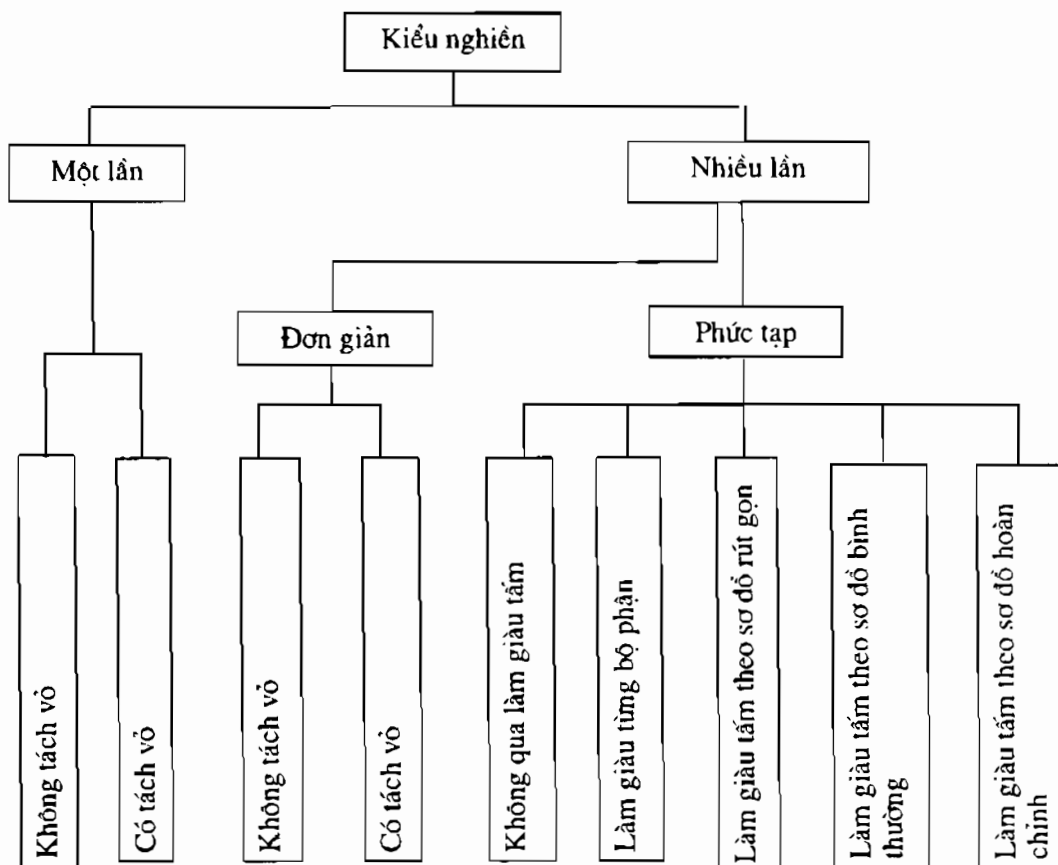 Kiểu nghiền
Một lần
Nhiều lần
Đơn giản
Phức tạp
Không tách vỏ
Có tách vỏ
Không tách vỏ
Có tách vỏ
Không qua làm giàu tấm
Làm giàu từng bộ phận
Làm giàu tấm theo sơ đồ rút gọn
Làm giàu tấm theo sơ đồ bình
thường
Làm giàu tấm theo sơ đồ hoàn
chỉnh